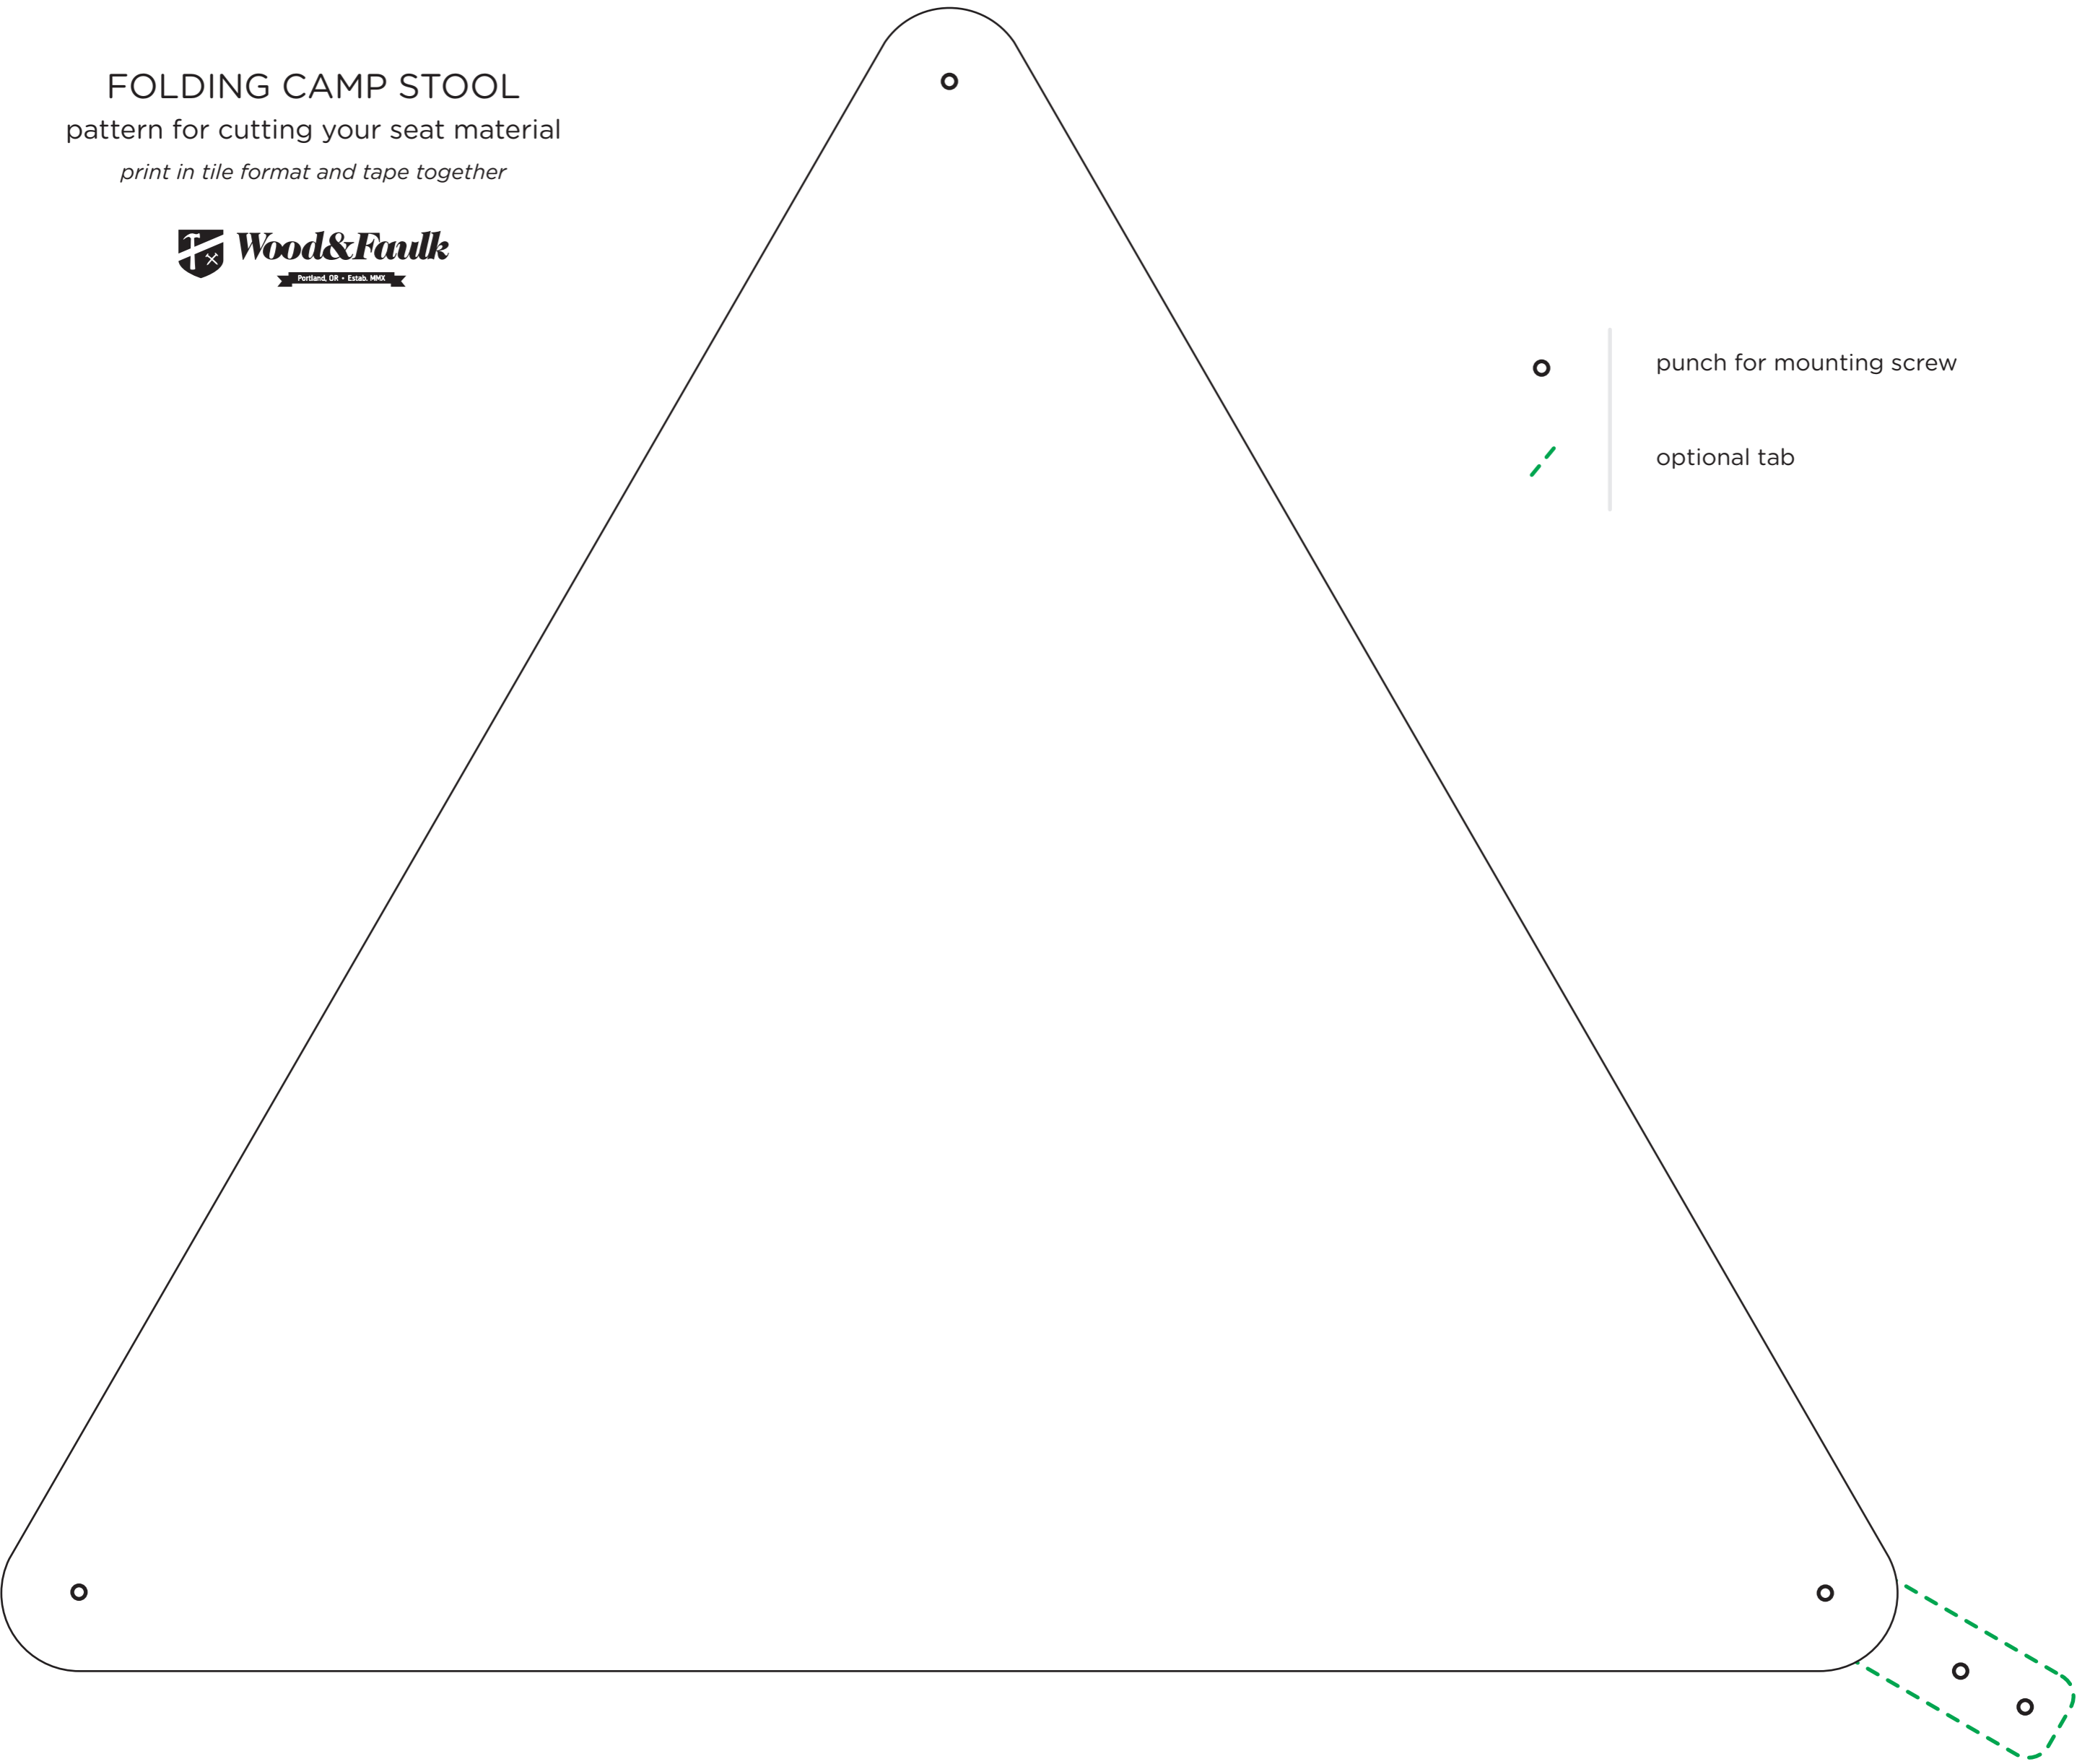 FOLDING CAMP STOOL
pattern for cutting your seat material
print in tile format and tape together
Wood&Faulk
Portland, OR • Estab. MMX
punch for mounting screw
optional tab